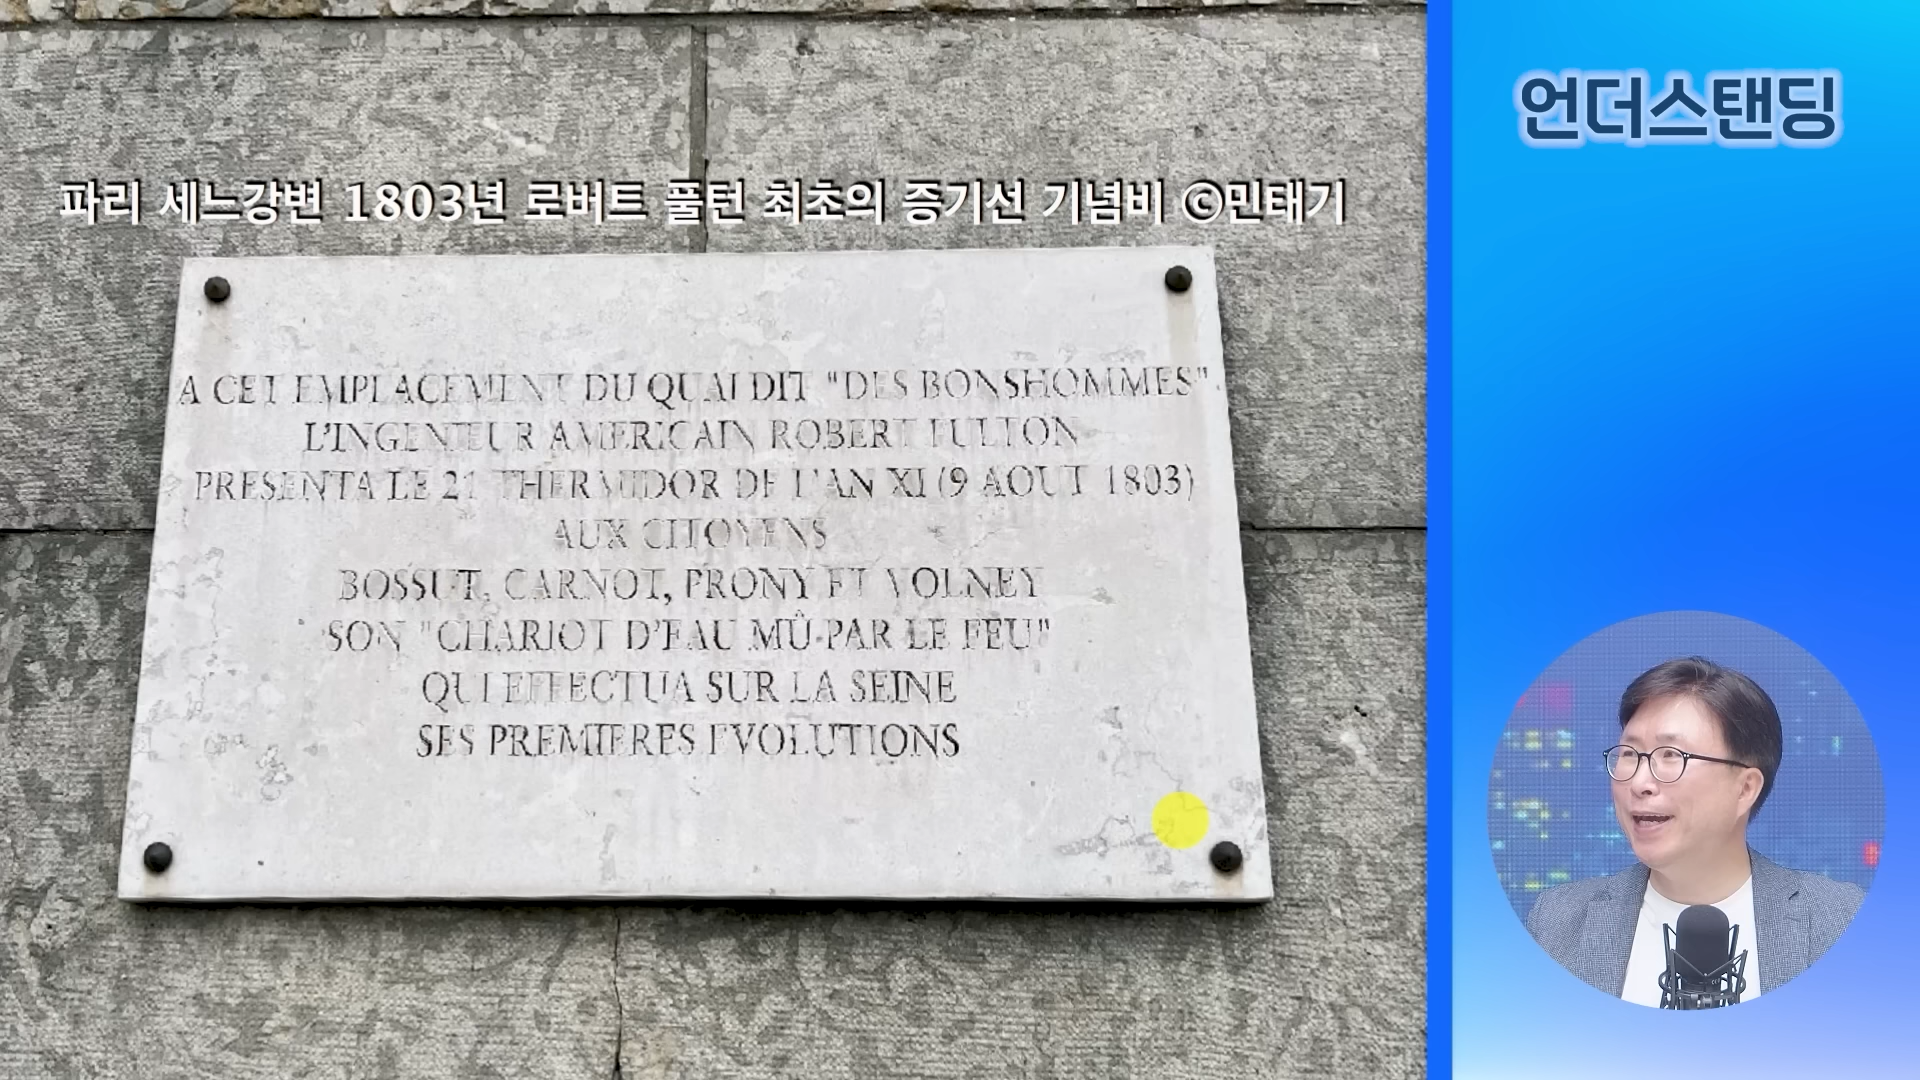 언더스탠딩
파리 세느강변 1803년 로버트 풀턴 최초의 증기선 기념비 ©민태기
A CET EMPLACEMENT DU QUAI DIT "DES BONSHOMMES"
L'INGENIEUR AMERICAIN ROBERT FULTON
PRESENTA LE 21 THERMIDOR DE L'AN XI (9 AOUT 1803)
AUX CITOYENS
BOSSUT, CARNOT, PRONY ET VOLNEY
SON "CHARIOT D'EAU MÛ PAR LE FEU"
QUI EFFECTUA SUR LA SEINE
SES PREMIERES EVOLUTIONS